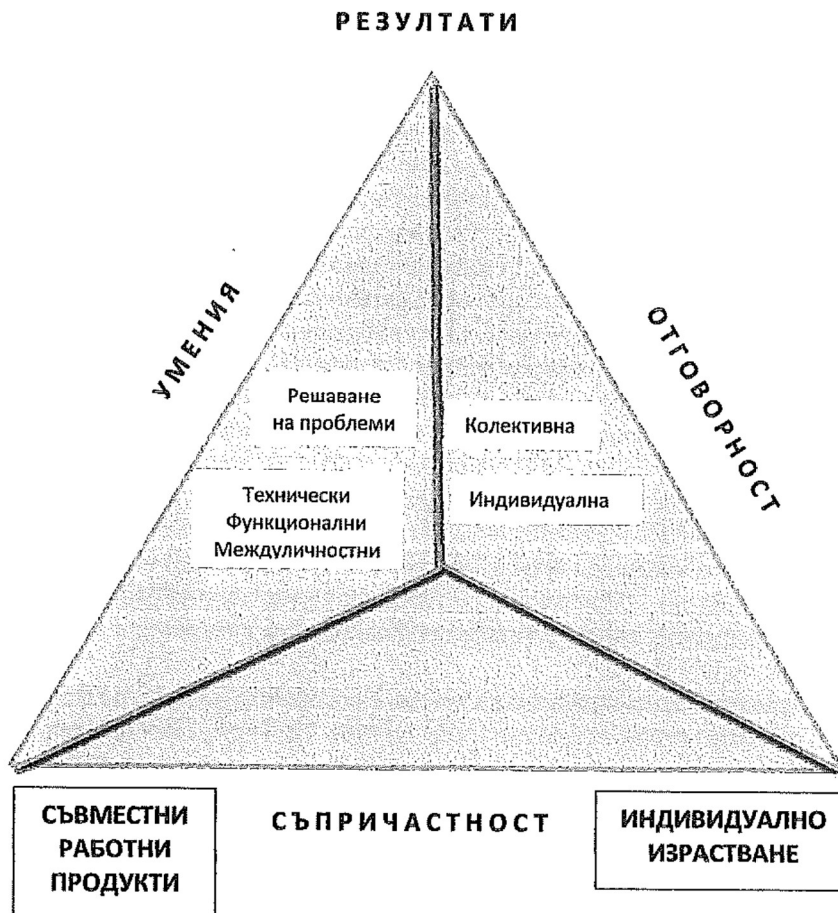 РЕЗУЛТАТИ
УМЕНИЯ
ОТГОВОРНОСТ
Решаване
на проблеми
Колективна
Технически
Функционални
Междуличностни
Индивидуална
СЪВМЕСТНИ
РАБОТНИ
ПРОДУКТИ
СЪПРИЧАСТНОСТ
ИНДИВИДУАЛНО
ИЗРАСТВАНЕ